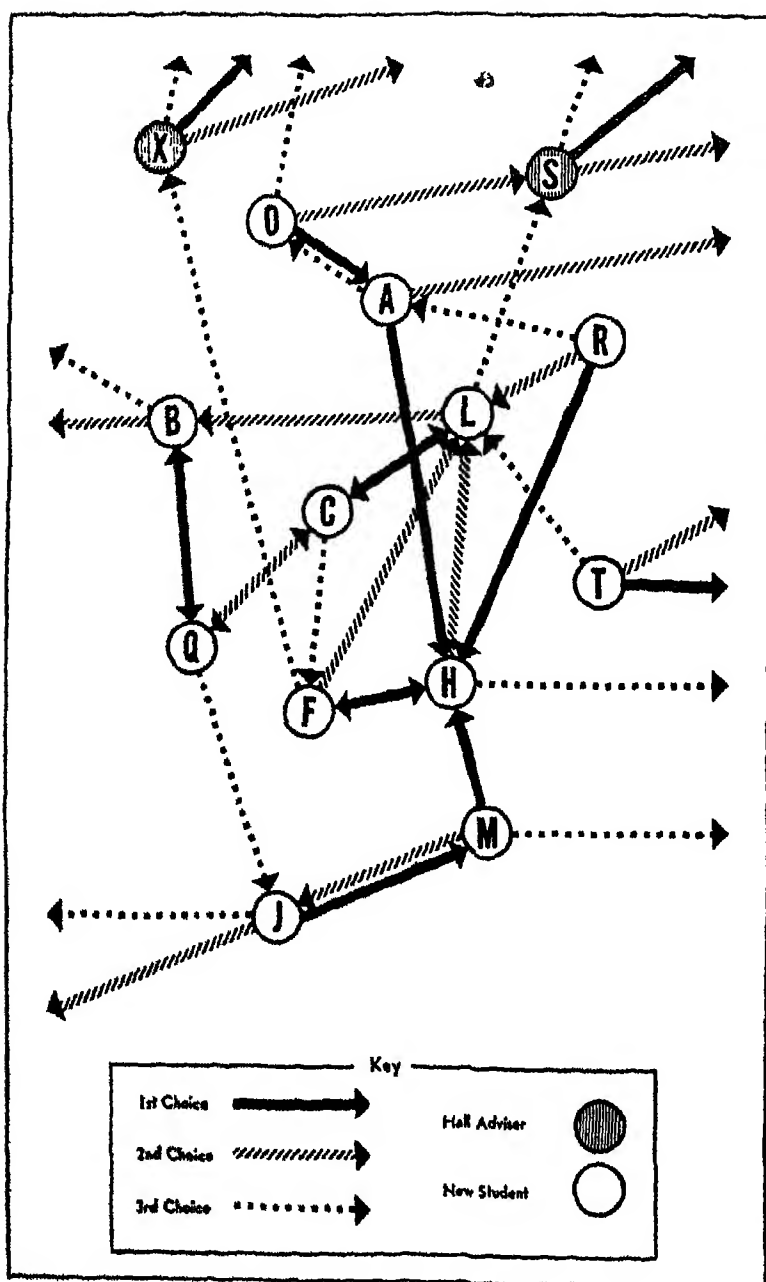 X
S
O
A
R
B
L
C
T
Q
F
H
M
J
Key
1st Choice
Hall Adviser
2nd Choice
New Student
3rd Choice